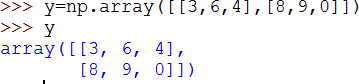 >>> y=np.array([[3,6,4],[8,9,0]])
>>> y
array([[3, 6, 4],
       [8, 9, 0]])